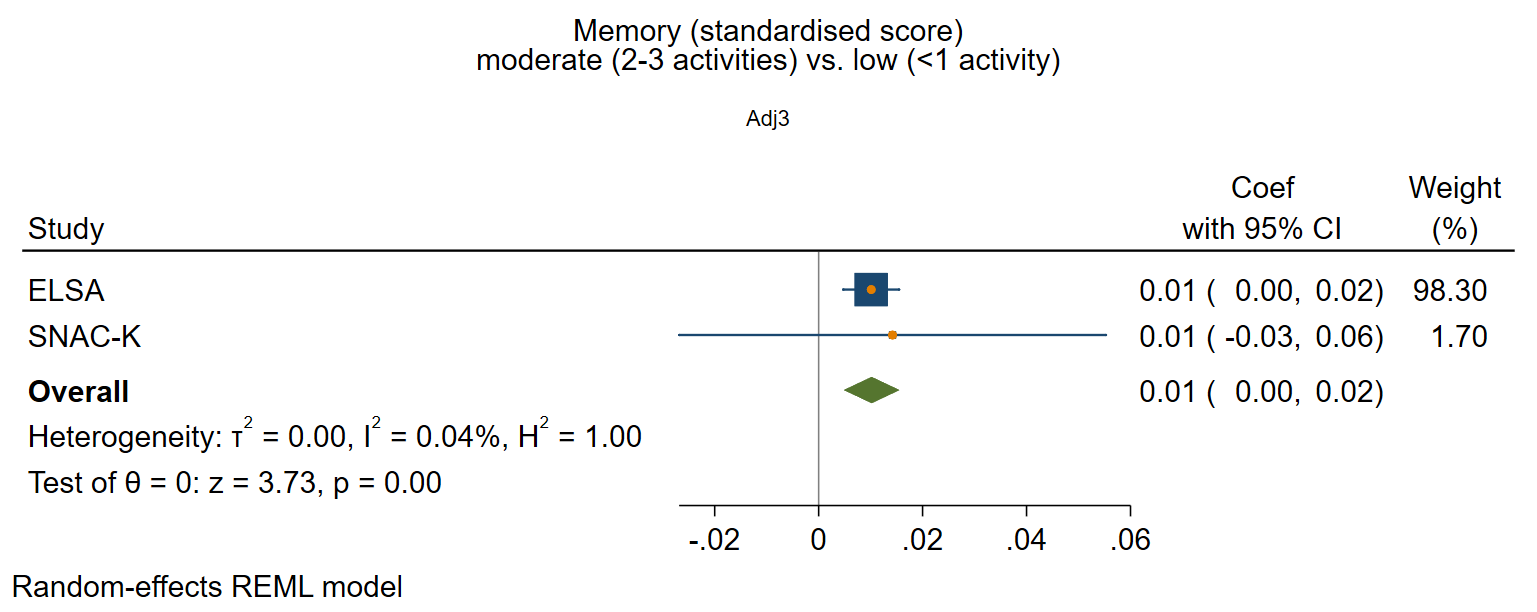 Memory (standardised score)
moderate (2-3 activities) vs. low (<1 activity)
Adj3
Coef Weight
Study with 95% CI (%)
ELSA 0.01 ( 0.00, 0.02) 98.30
SNAC-K 0.01 ( -0.03, 0.06) 1.70
Overall 0.01 ( 0.00, 0.02)
Heterogeneity: τ² = 0.00, I² = 0.04%, H² = 1.00
Test of θ = 0: z = 3.73, p = 0.00
-.02 0 .02 .04 .06
Random-effects REML model